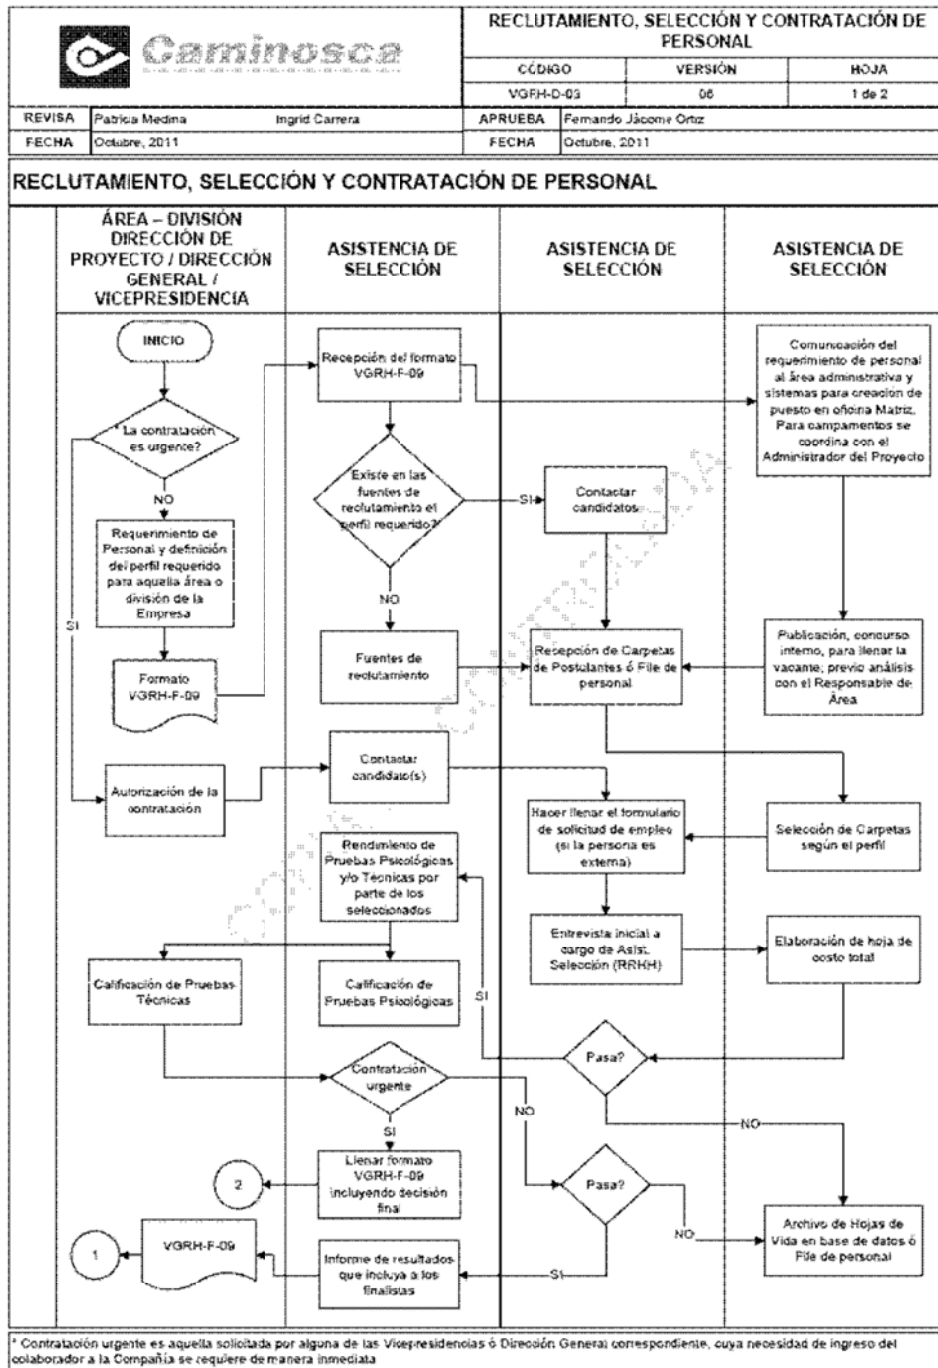 Caminosca
RECLUTAMIENTO, SELECCIÓN Y CONTRATACIÓN DE
PERSONAL
CÓDIGO
VERSIÓN
HOJA
VGRH-D-03
06
1 de 2
REVISA
Patricia Medina
Ingrid Carrera
APRUEBA
Fernando Jácome Ortiz
FECHA
Octubre, 2011
FECHA
Octubre, 2011
RECLUTAMIENTO, SELECCIÓN Y CONTRATACIÓN DE PERSONAL
ÁREA – DIVISIÓN
DIRECCIÓN DE
PROYECTO / DIRECCIÓN
GENERAL /
VICEPRESIDENCIA
ASISTENCIA DE
SELECCIÓN
ASISTENCIA DE
SELECCIÓN
ASISTENCIA DE
SELECCIÓN
INICIO
Recepción del formato
VGRH-F-09
Comunicación del
requerimiento de personal
al área administrativa y
sistemas para creación de
puesto en oficina Matriz.
Para campamentos se
coordina con el
Administrador del Proyecto
* La contratación
es urgente?
NO
SI
Existe en las
fuentes de
reclutamiento el
perfil requerido?
SI
Contactar
candidatos
NO
Requerimiento de
Personal y definición
del perfil requerido
para aquella área o
división de la
Empresa
Formato
VGRH-F-09
Fuentes de
reclutamiento
Recepción de Carpetas
de Postulantes ó File de
personal
Publicación, concurso
interno, para llenar la
vacante; previo análisis
con el Responsable de
Área
Autorización de la
contratación
Contactar
candidato(s)
Hacer llenar el formulario
de solicitud de empleo
(si la persona es
externa)
Selección de Carpetas
según el perfil
Rendimiento de
Pruebas Psicológicas
y/o Técnicas por
parte de los
seleccionados
Entrevista inicial a
cargo de Asist.
Selección (RRHH)
Elaboración de hoja de
costo total
Calificación de Pruebas
Técnicas
Calificación de
Pruebas Psicológicas
SI
Pasa?
NO
Contratación
urgente
NO
SI
Llenar formato
VGRH-F-09
incluyendo decisión
final
2
Pasa?
NO
SI
Archivo de Hojas de
Vida en base de datos ó
File de personal
1
VGRH-F-09
Informe de resultados
que incluya a los
finalistas
* Contratación urgente es aquella solicitada por alguna de las Vicepresidencias ó Dirección General correspondiente, cuya necesidad de ingreso del
colaborador a la Compañía se requiere de manera inmediata